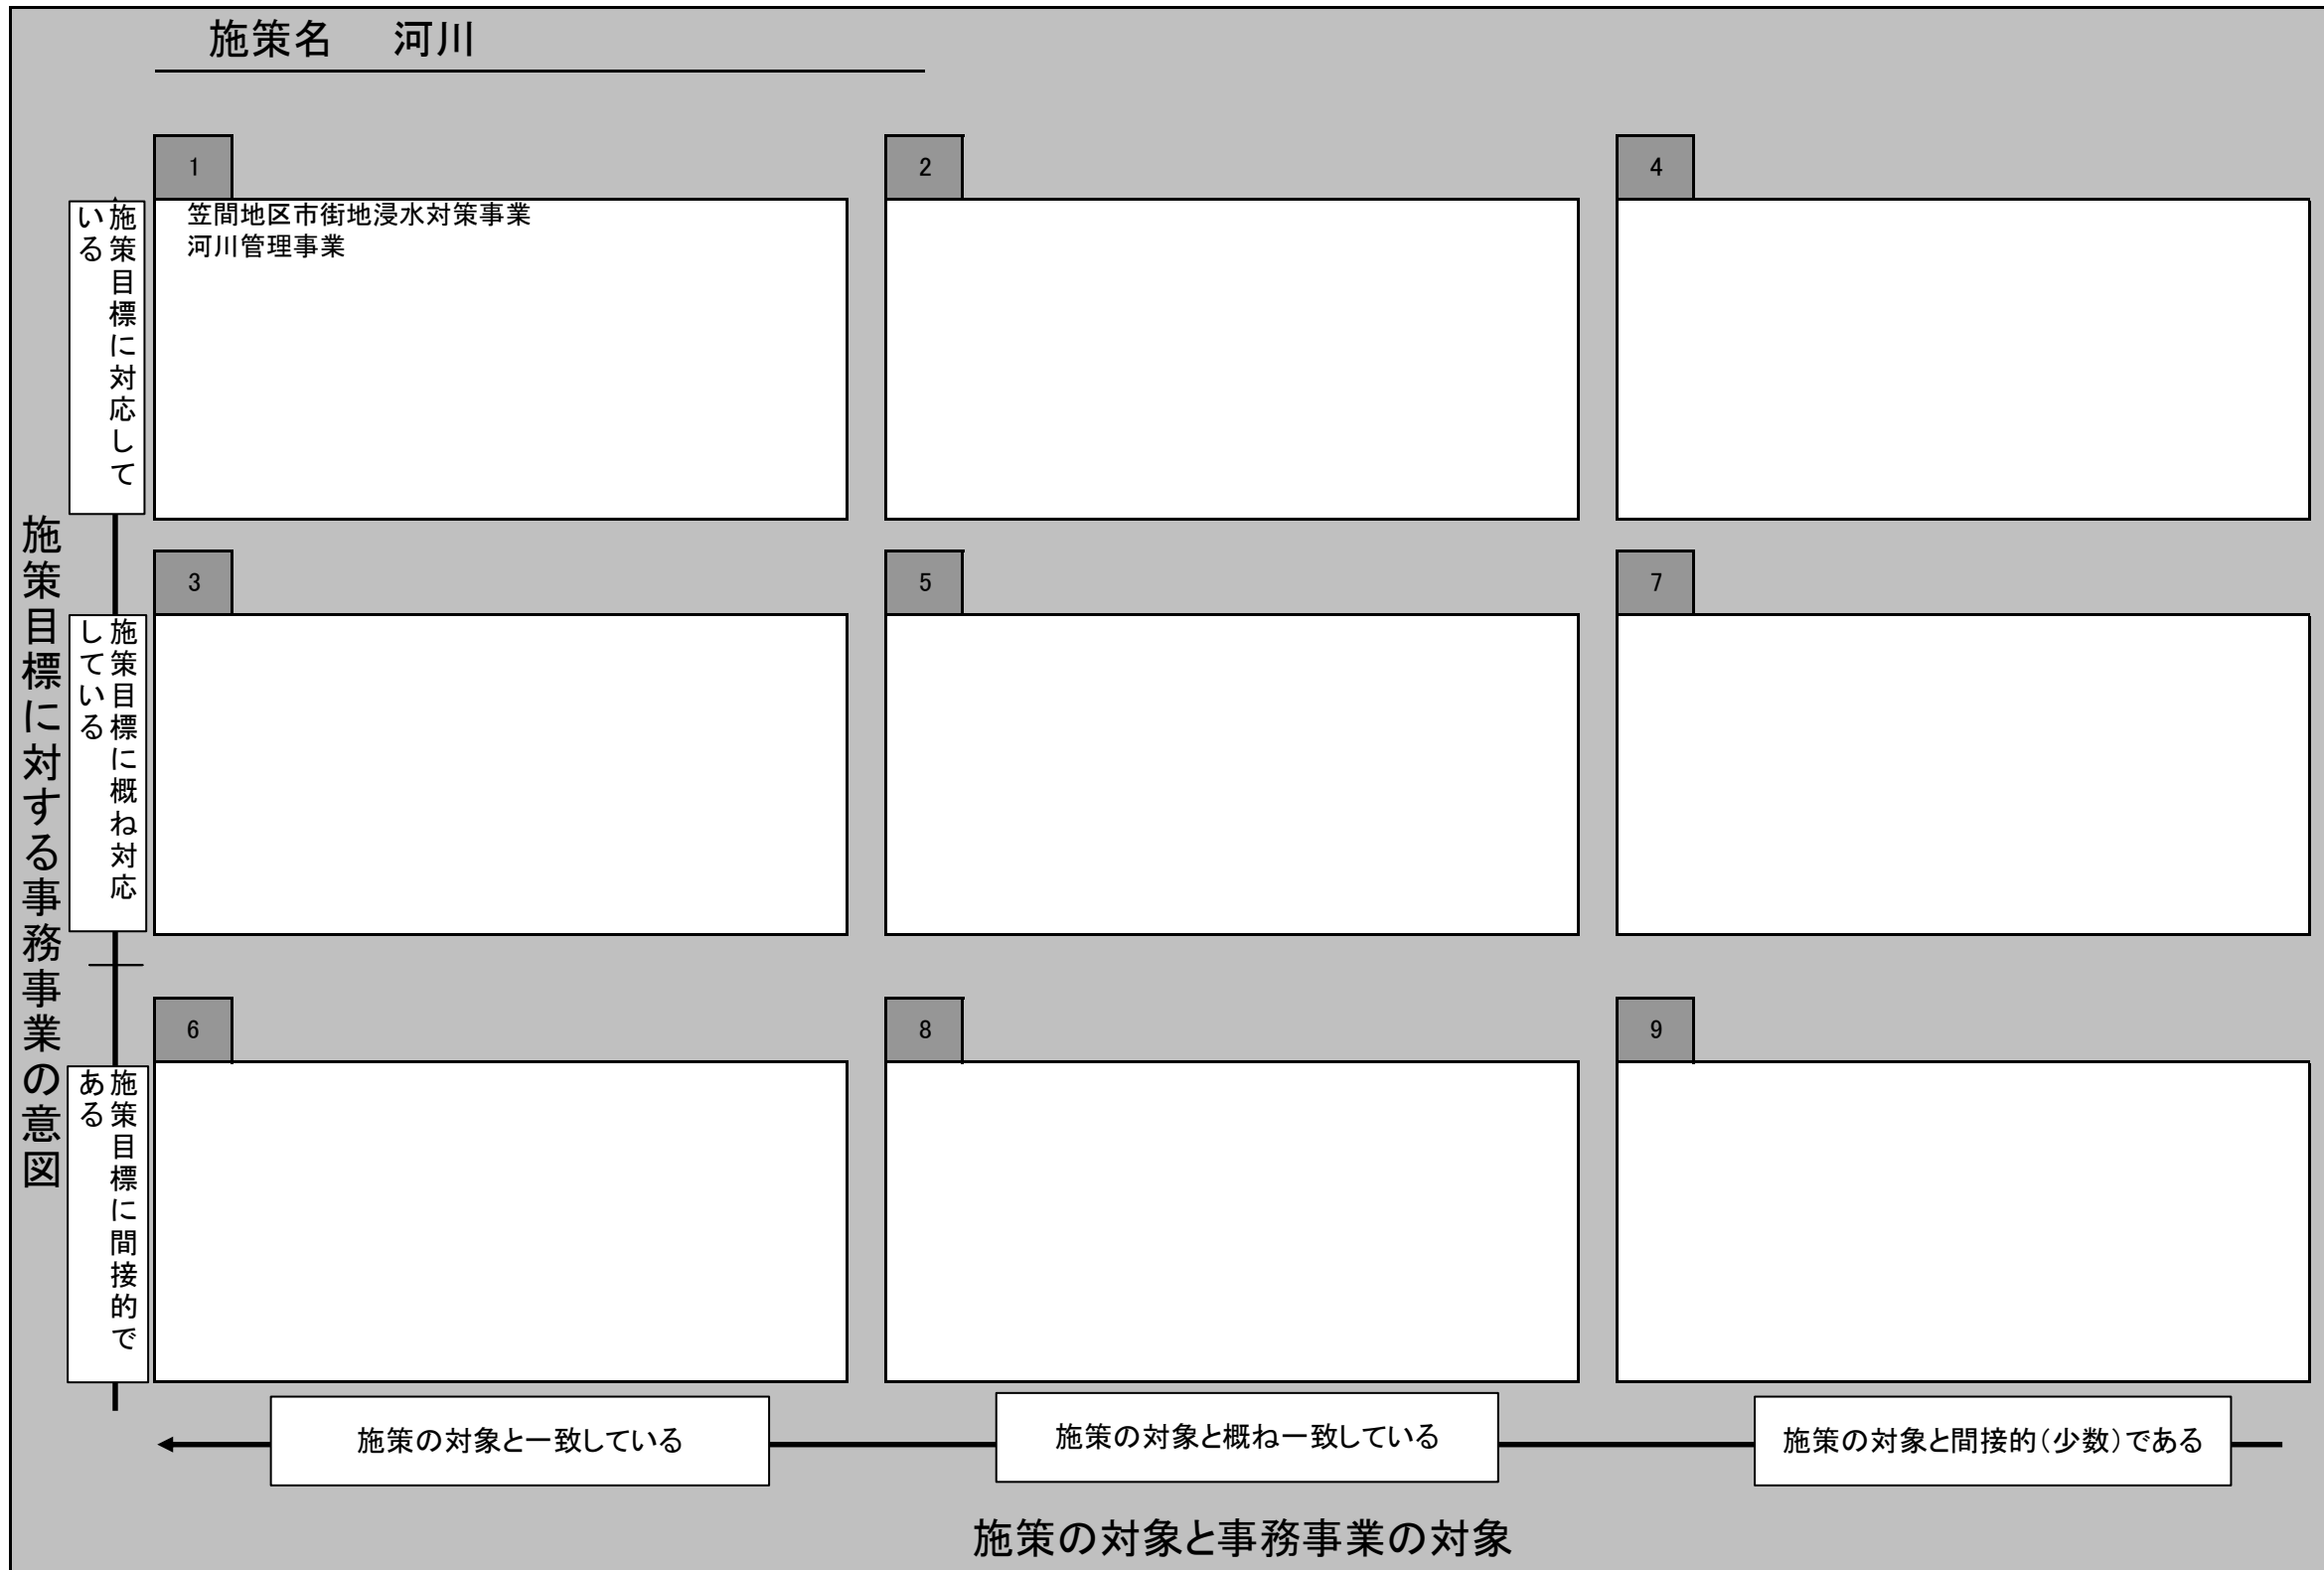 施策名 河川
1
2
4
施策目標に対応して
いる
笠間地区市街地浸水対策事業
河川管理事業
施策目標に対する事務事業の意図
3
5
7
施策目標に概ね対応
している
6
8
9
施策目標に間接的で
ある
施策の対象と一致している
施策の対象と概ね一致している
施策の対象と間接的（少数）である
施策の対象と事務事業の対象